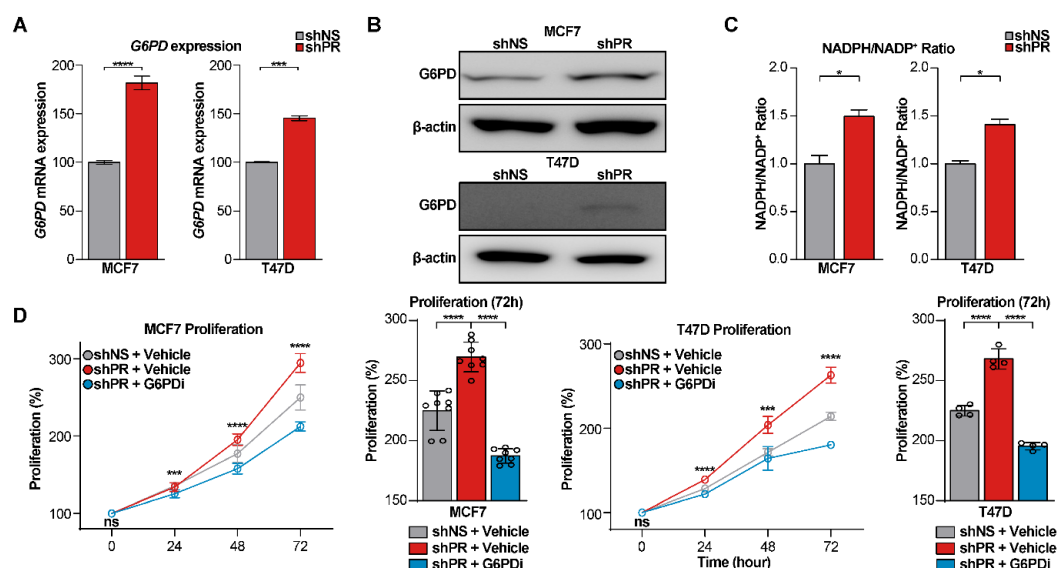 A
G6PD expression
****
***
G6PD mRNA expression
200
150
100
50
0
MCF7
G6PD mRNA expression
200
150
100
50
0
T47D
shNS
shPR
B
MCF7
shNS shPR
G6PD
β-actin
T47D
shNS shPR
G6PD
β-actin
C
shNS
shPR
NADPH/NADP⁺ Ratio
*
*
NADPH/NADP⁺ Ratio
2.0
1.5
1.0
0.5
0.0
MCF7
NADPH/NADP⁺ Ratio
2.0
1.5
1.0
0.5
0.0
T47D
D
MCF7 Proliferation
shNS + Vehicle
shPR + Vehicle
shPR + G6PDi
Proliferation (%)
300
200
100
ns
***
****
****
0 24 48 72
Proliferation (72h)
**** ****
Proliferation (%)
300
250
200
150
MCF7
shNS + Vehicle
shPR + Vehicle
shPR + G6PDi
T47D Proliferation
shNS + Vehicle
shPR + Vehicle
shPR + G6PDi
Proliferation (%)
300
200
100
ns
****
***
****
0 24 48 72
Time (hour)
Proliferation (72h)
**** ****
Proliferation (%)
300
250
200
150
T47D
shNS + Vehicle
shPR + Vehicle
shPR + G6PDi